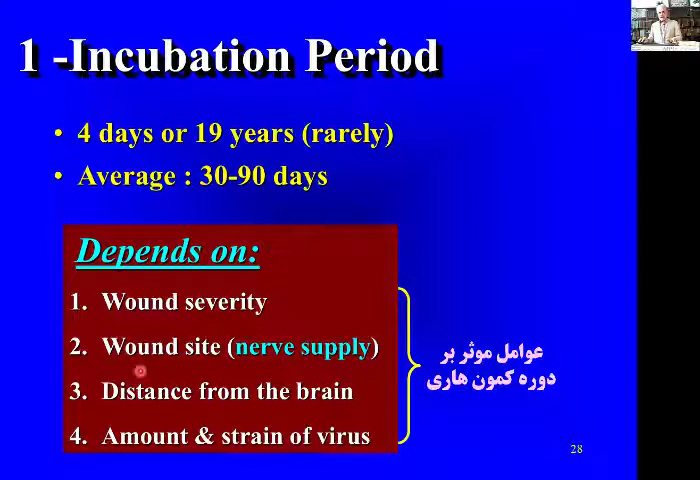 1 -Incubation Period
• 4 days or 19 years (rarely)
• Average : 30-90 days
Depends on:
1. Wound severity
2. Wound site (nerve supply)
3. Distance from the brain
4. Amount & strain of virus
عوامل موثر بر
دوره کمون هاری
28